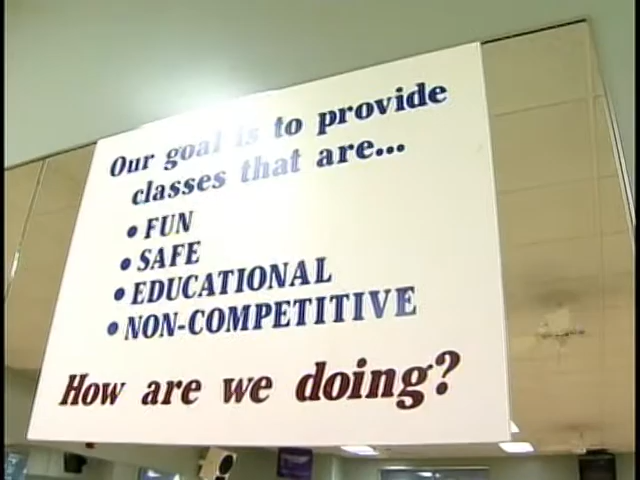 Our goal is to provide
classes that are...
• FUN
• SAFE
• EDUCATIONAL
• NON-COMPETITIVE
How are we doing?